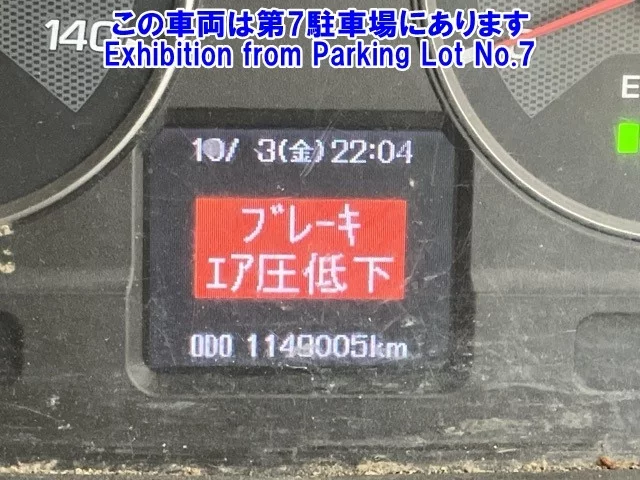 この車両は第7駐車場にあります
Exhibition from Parking Lot No.7
140
E
10/ 3(金)22:04
ブレーキ
エア圧低下
ODO 1149005km